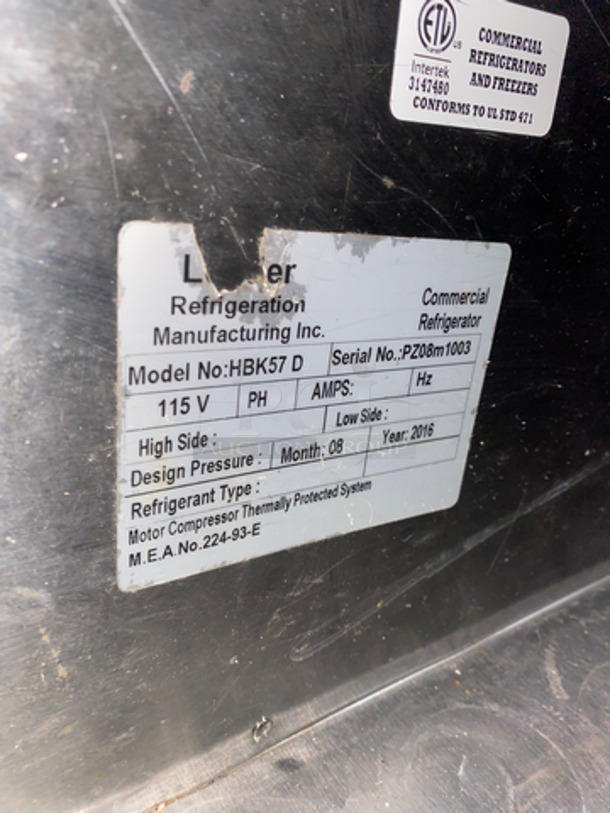 ETL
US
Intertek
3147480
COMMERCIAL
REFRIGERATORS
AND FREEZERS
CONFORMS TO UL STD 471
L er
Refrigeration
Manufacturing Inc.
Commercial
Refrigerator
Model No:HBK57 D
Serial No.:PZ08m1003
115 V
PH
AMPS:
Hz
High Side :
Low Side :
Design Pressure :
Month: 08
Year: 2016
Refrigerant Type :
Motor Compressor Thermally Protected System
M.E.A.No.224-93-E